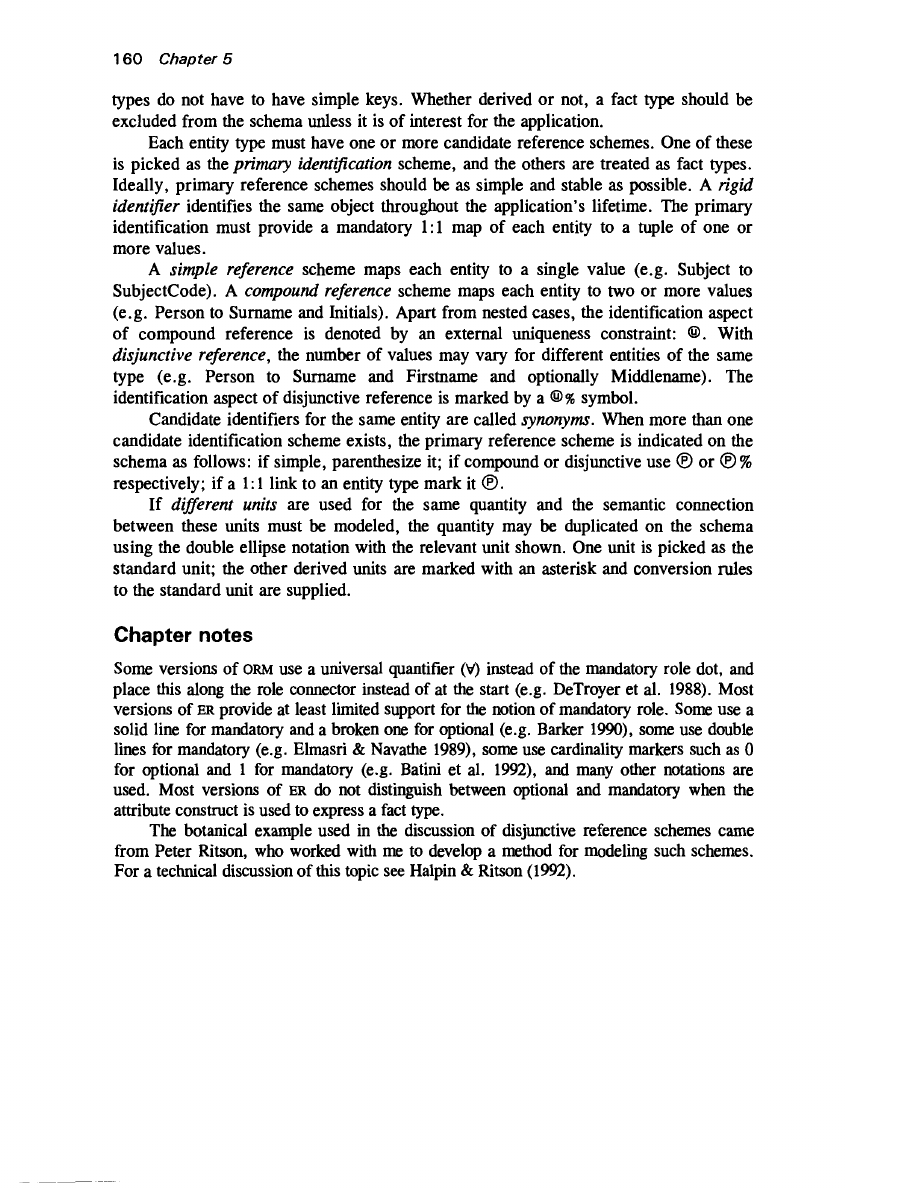 160 Chapter 5
types do not have to have simple keys. Whether derived or not, a fact type should be
excluded from the schema unless it is of interest for the application.
Each entity type must have one or more candidate reference schemes. One of these
is picked as the primary identification scheme, and the others are treated as fact types.
Ideally, primary reference schemes should be as simple and stable as possible. A rigid
identifier identifies the same object throughout the application's lifetime. The primary
identification must provide a mandatory 1:1 map of each entity to a tuple of one or
more values.
A simple reference scheme maps each entity to a single value (e.g. Subject to
SubjectCode). A compound reference scheme maps each entity to two or more values
(e.g. Person to Surname and Initials). Apart from nested cases, the identification aspect
of compound reference is denoted by an external uniqueness constraint: Ⓤ. With
disjunctive reference, the number of values may vary for different entities of the same
type (e.g. Person to Surname and Firstname and optionally Middlename). The
identification aspect of disjunctive reference is marked by a Ⓤ% symbol.
Candidate identifiers for the same entity are called synonyms. When more than one
candidate identification scheme exists, the primary reference scheme is indicated on the
schema as follows: if simple, parenthesize it; if compound or disjunctive use Ⓟ or Ⓟ%
respectively; if a 1:1 link to an entity type mark it Ⓟ.
If different units are used for the same quantity and the semantic connection
between these units must be modeled, the quantity may be duplicated on the schema
using the double ellipse notation with the relevant unit shown. One unit is picked as the
standard unit; the other derived units are marked with an asterisk and conversion rules
to the standard unit are supplied.
Chapter notes
Some versions of ORM use a universal quantifier (∀) instead of the mandatory role dot, and
place this along the role connector instead of at the start (e.g. DeTroyer et al. 1988). Most
versions of ER provide at least limited support for the notion of mandatory role. Some use a
solid line for mandatory and a broken one for optional (e.g. Barker 1990), some use double
lines for mandatory (e.g. Elmasri & Navathe 1989), some use cardinality markers such as 0
for optional and 1 for mandatory (e.g. Batini et al. 1992), and many other notations are
used. Most versions of ER do not distinguish between optional and mandatory when the
attribute construct is used to express a fact type.
The botanical example used in the discussion of disjunctive reference schemes came
from Peter Ritson, who worked with me to develop a method for modeling such schemes.
For a technical discussion of this topic see Halpin & Ritson (1992).